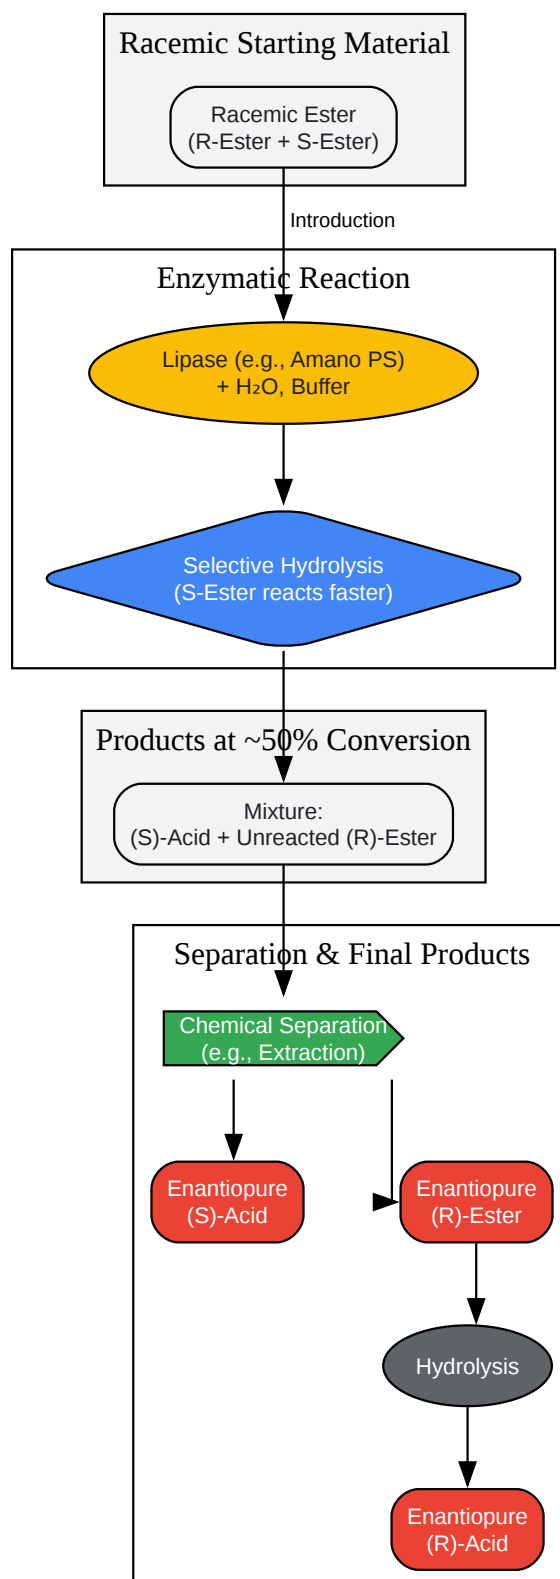 Racemic Starting Material
Racemic Ester
(R-Ester + S-Ester)
Introduction
Enzymatic Reaction
Lipase (e.g., Amano PS)
+ H₂O, Buffer
Selective Hydrolysis
(S-Ester reacts faster)
Products at ~50% Conversion
Mixture:
(S)-Acid + Unreacted (R)-Ester
Separation & Final Products
Chemical Separation
(e.g., Extraction)
Enantiopure
(S)-Acid
Enantiopure
(R)-Ester
Hydrolysis
Enantiopure
(R)-Acid